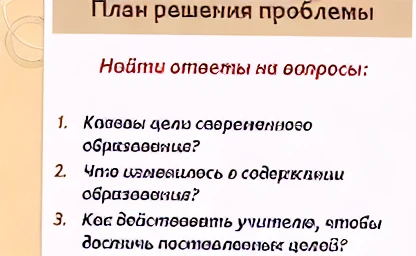 План решения проблемы
Найти ответы на вопросы:
1. Каковы цели современного
образования?
2. Что изменилось в содержании
образования?
3. Как действовать учителю, чтобы
достичь поставленных целей?